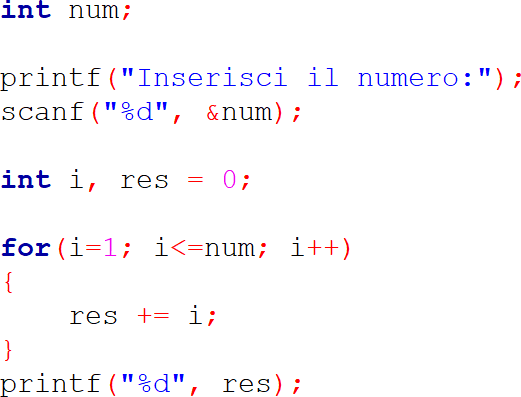 int num;
printf("Inserisci il numero:");
scanf("%d", &num);
int i, res = 0;
for(i=1; i<=num; i++)
{
    res += i;
}
printf("%d", res);